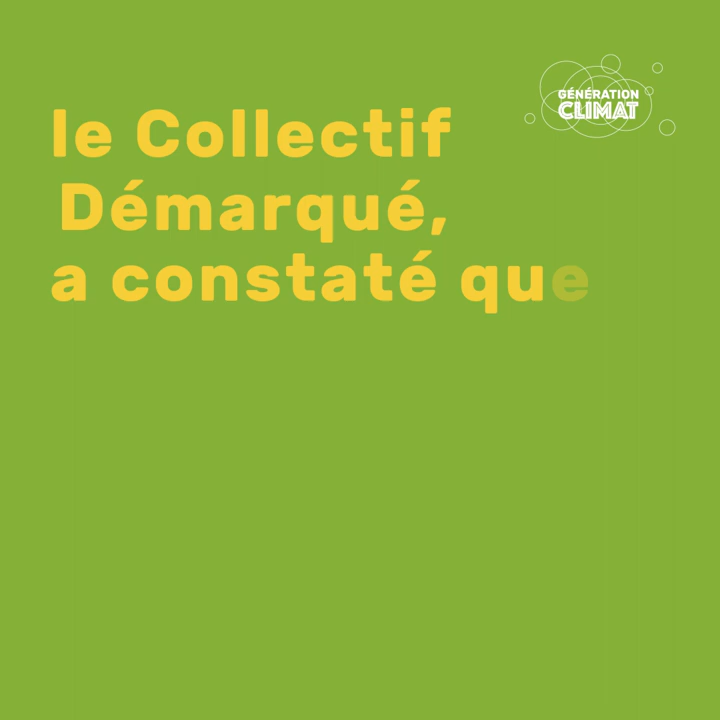 GÉNÉRATION
CLIMAT
le Collectif
Démarqué,
a constaté que